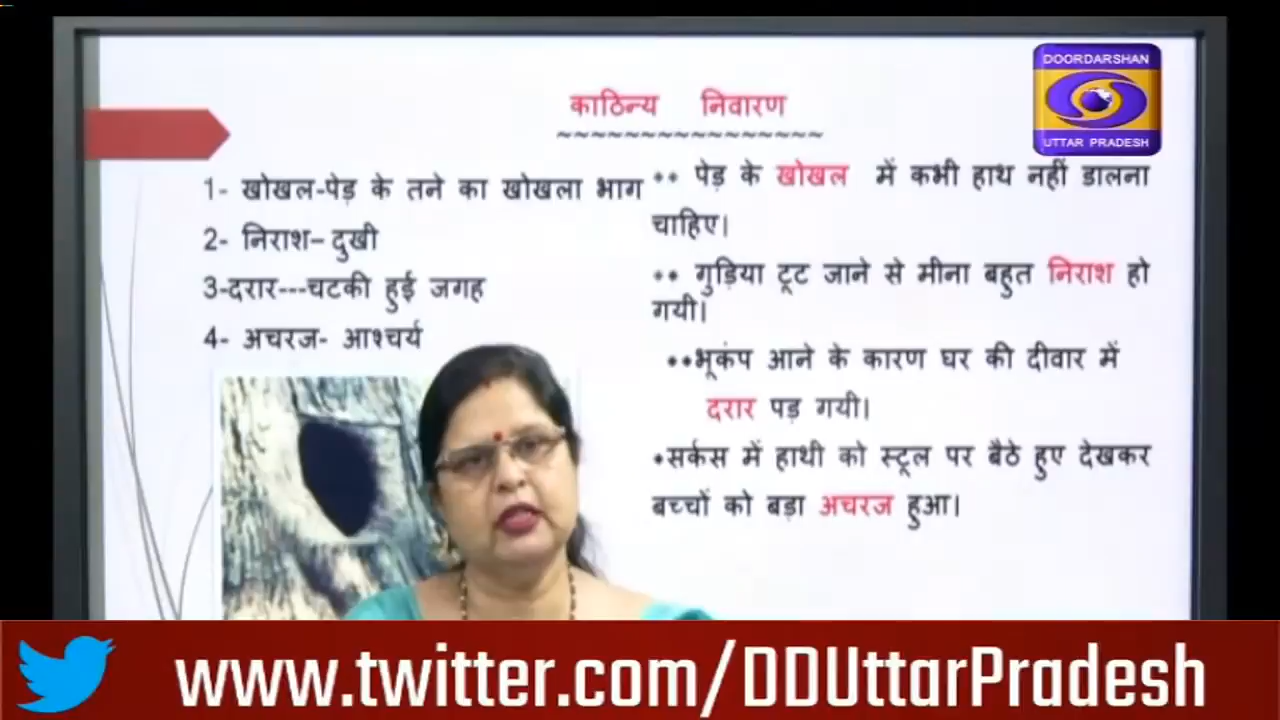 काठिन्य निवारण
~~~~~~~~~~~~~~~~
DOORDARSHAN
UTTAR PRADESH
1- खोखल-पेड़ के तने का खोखला भाग
2- निराश– दुखी
3-दरार---चटकी हुई जगह
4- अचरज- आश्चर्य
•• पेड़ के खोखल में कभी हाथ नहीं डालना
चाहिए।
•• गुड़िया टूट जाने से मीना बहुत निराश हो
गयी।
••भूकंप आने के कारण घर की दीवार में
दरार पड़ गयी।
•सर्कस में हाथी को स्टूल पर बैठे हुए देखकर
बच्चों को बड़ा अचरज हुआ।
www.twitter.com/DDUttarPradesh